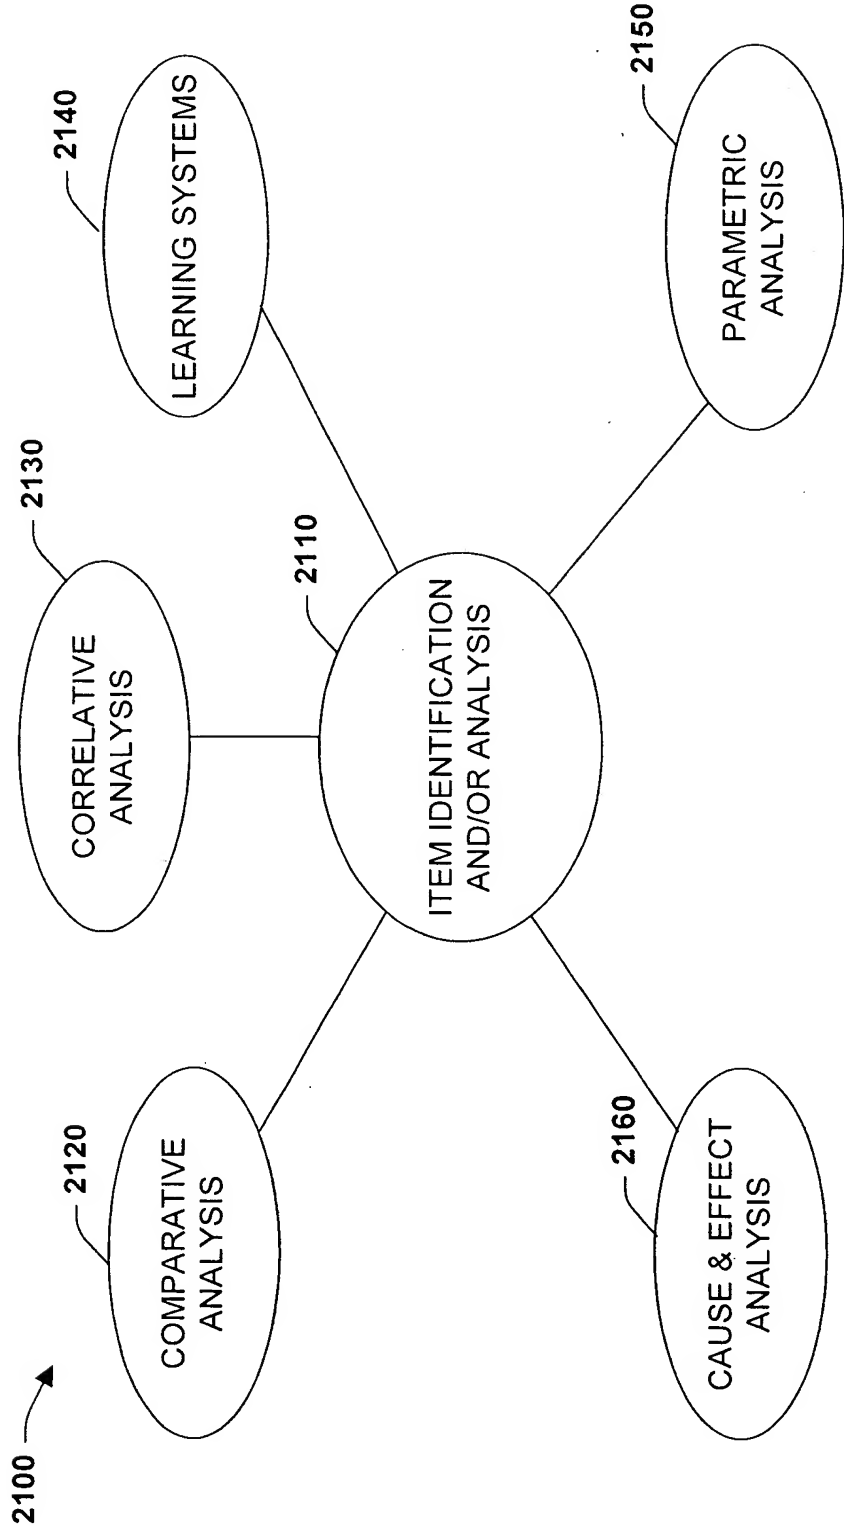 2100
2120
COMPARATIVE
ANALYSIS
2130
CORRELATIVE
ANALYSIS
2140
LEARNING SYSTEMS
2110
ITEM IDENTIFICATION
AND/OR ANALYSIS
2160
CAUSE & EFFECT
ANALYSIS
2150
PARAMETRIC
ANALYSIS